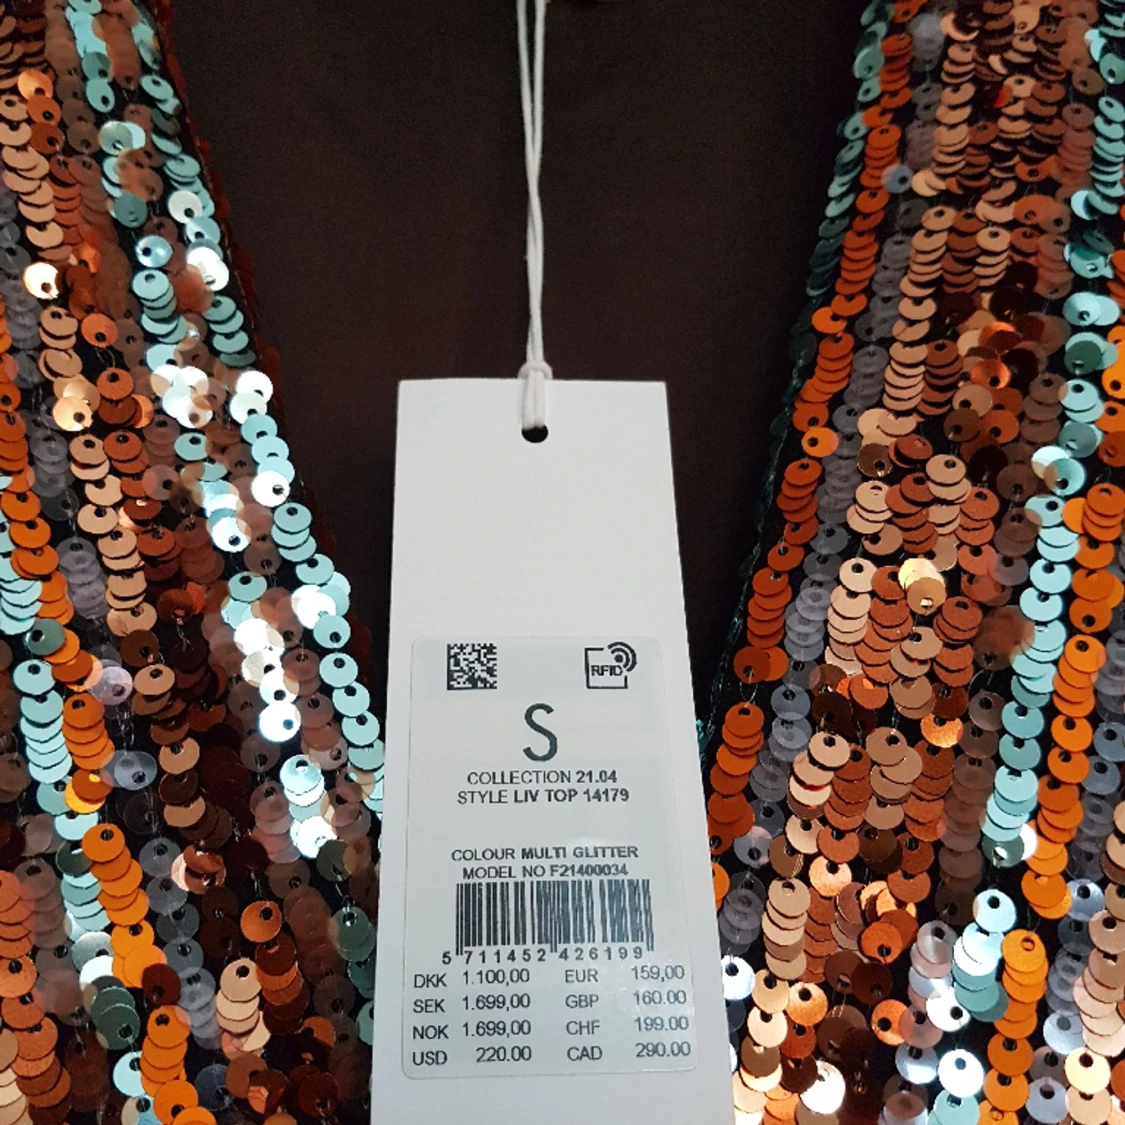 RFID
S
COLLECTION 21.04
STYLE LIV TOP 14179
COLOUR MULTI GLITTER
MODEL NO F21400034
5 711452 426199
DKK 1.100,00 EUR 159,00
SEK 1.699,00 GBP 160.00
NOK 1.699,00 CHF 199.00
USD 220.00 CAD 290.00